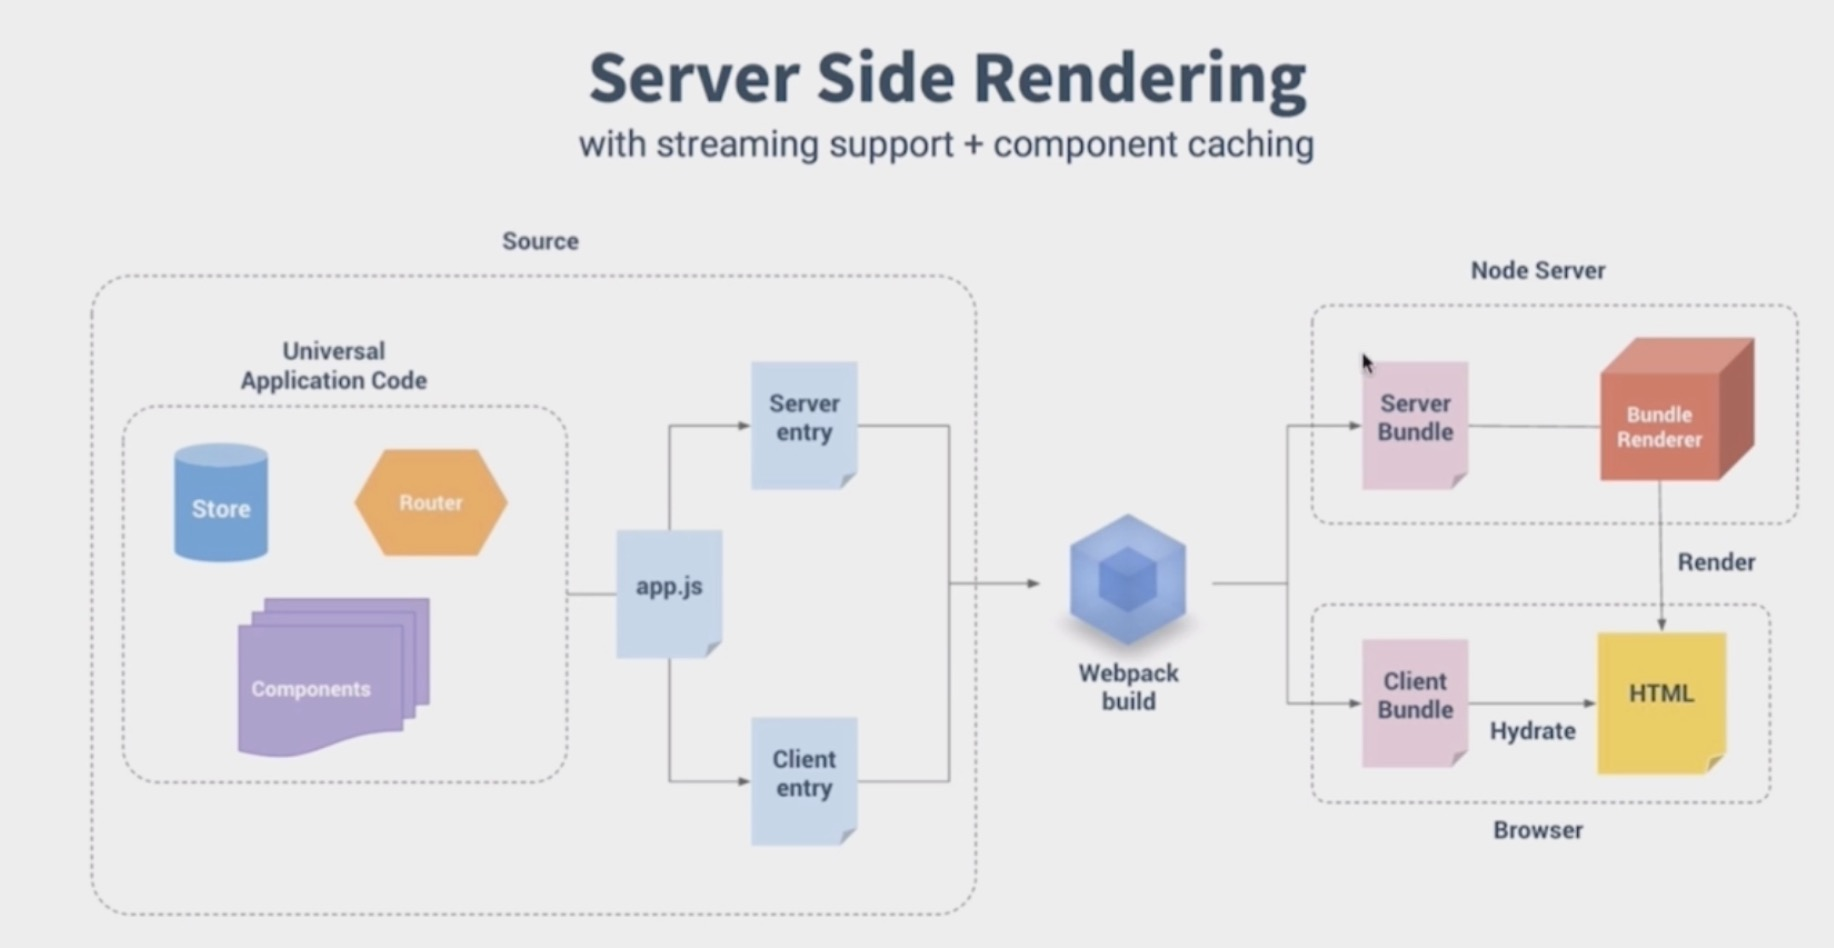 Server Side Rendering
with streaming support + component caching
Source
Universal
Application Code
Store
Router
Components
app.js
Server
entry
Client
entry
Webpack
build
Node Server
Server
Bundle
Bundle
Renderer
Render
Client
Bundle
Hydrate
HTML
Browser